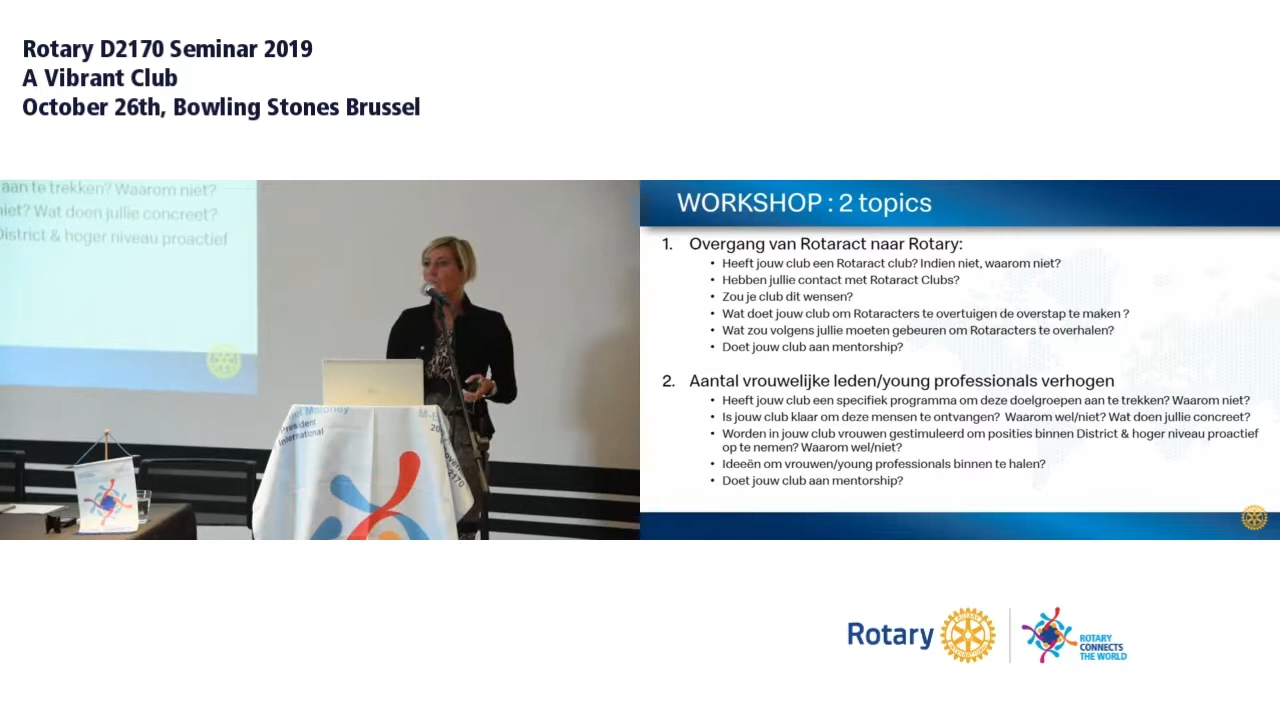 Rotary D2170 Seminar 2019
A Vibrant Club
October 26th, Bowling Stones Brussel
aan te trekken? Waarom niet?
niet? Wat doen jullie concreet?
District & hoger niveau proactief
Moloney
President
International
2170
WORKSHOP : 2 topics
1. Overgang van Rotaract naar Rotary:
• Heeft jouw club een Rotaract club? Indien niet, waarom niet?
• Hebben jullie contact met Rotaract Clubs?
• Zou je club dit wensen?
• Wat doet jouw club om Rotaracters te overtuigen de overstap te maken ?
• Wat zou volgens jullie moeten gebeuren om Rotaracters te overhalen?
• Doet jouw club aan mentorship?
2. Aantal vrouwelijke leden/young professionals verhogen
• Heeft jouw club een specifiek programma om deze doelgroepen aan te trekken? Waarom niet?
• Is jouw club klaar om deze mensen te ontvangen? Waarom wel/niet? Wat doen jullie concreet?
• Worden in jouw club vrouwen gestimuleerd om posities binnen District & hoger niveau proactief
op te nemen? Waarom wel/niet?
• Ideeën om vrouwen/young professionals binnen te halen?
• Doet jouw club aan mentorship?
Rotary
ROTARY
CONNECTS
THE WORLD